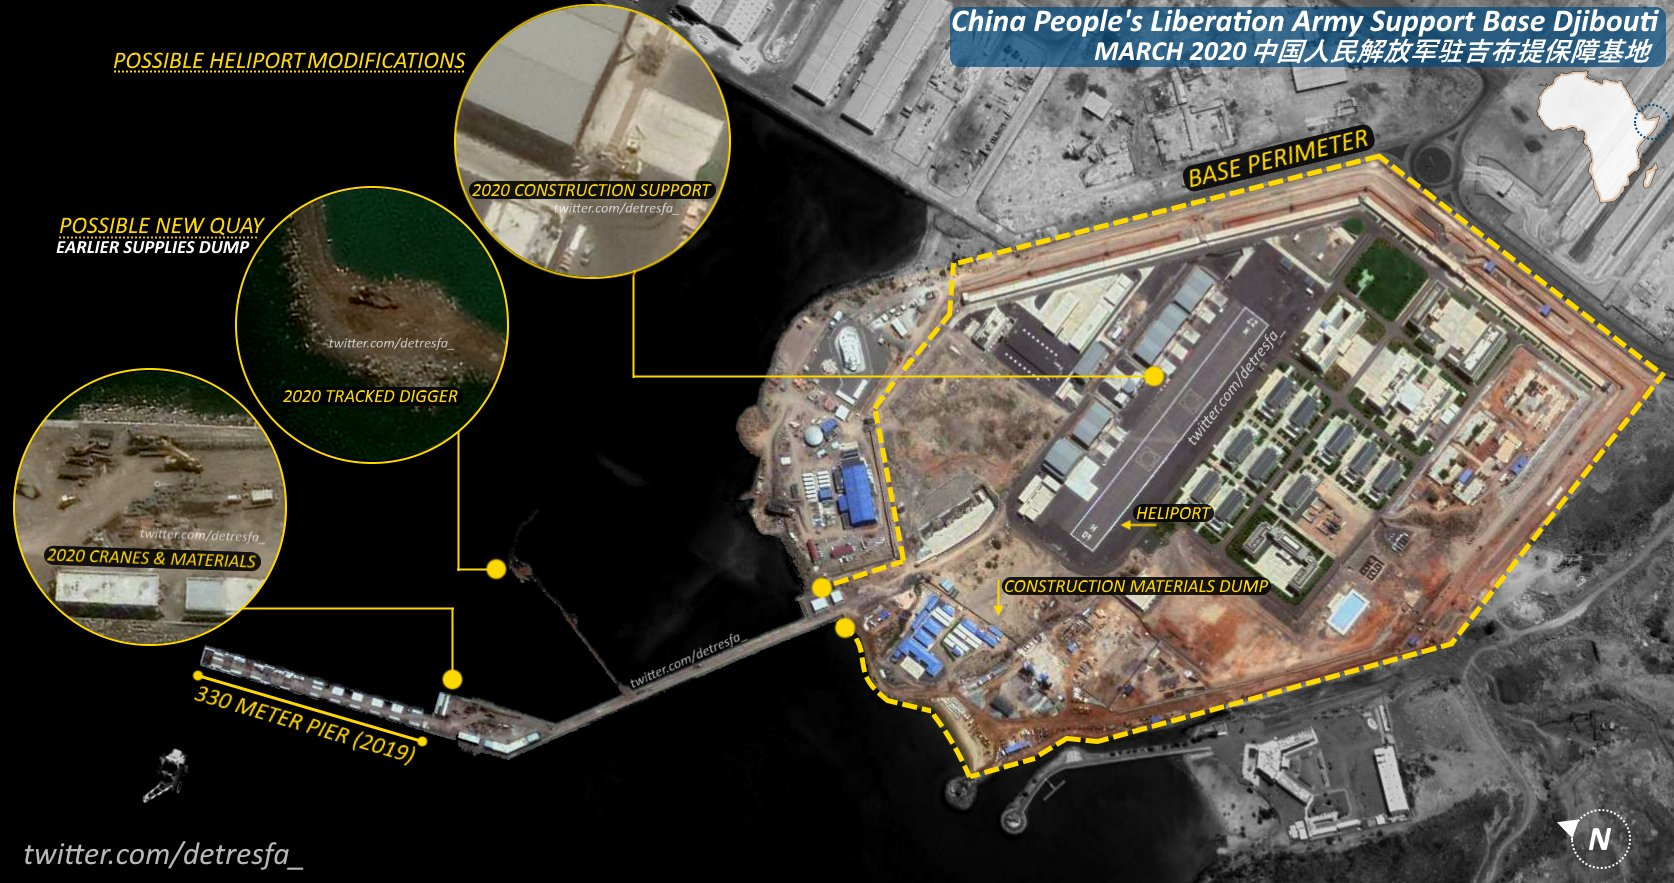 China People's Liberation Army Support Base Djibouti
MARCH 2020 中国人民解放军驻吉布提保障基地
POSSIBLE HELIPORT MODIFICATIONS
2020 CONSTRUCTION SUPPORT
twitter.com/detresfa_
BASE PERIMETER
POSSIBLE NEW QUAY
EARLIER SUPPLIES DUMP
twitter.com/detresfa_
2020 TRACKED DIGGER
twitter.com/detresfa_
HELIPORT
H
twitter.com/detresfa_
2020 CRANES & MATERIALS
CONSTRUCTION MATERIALS DUMP
twitter.com/detresfa_
330 METER PIER (2019)
twitter.com/detresfa_
N